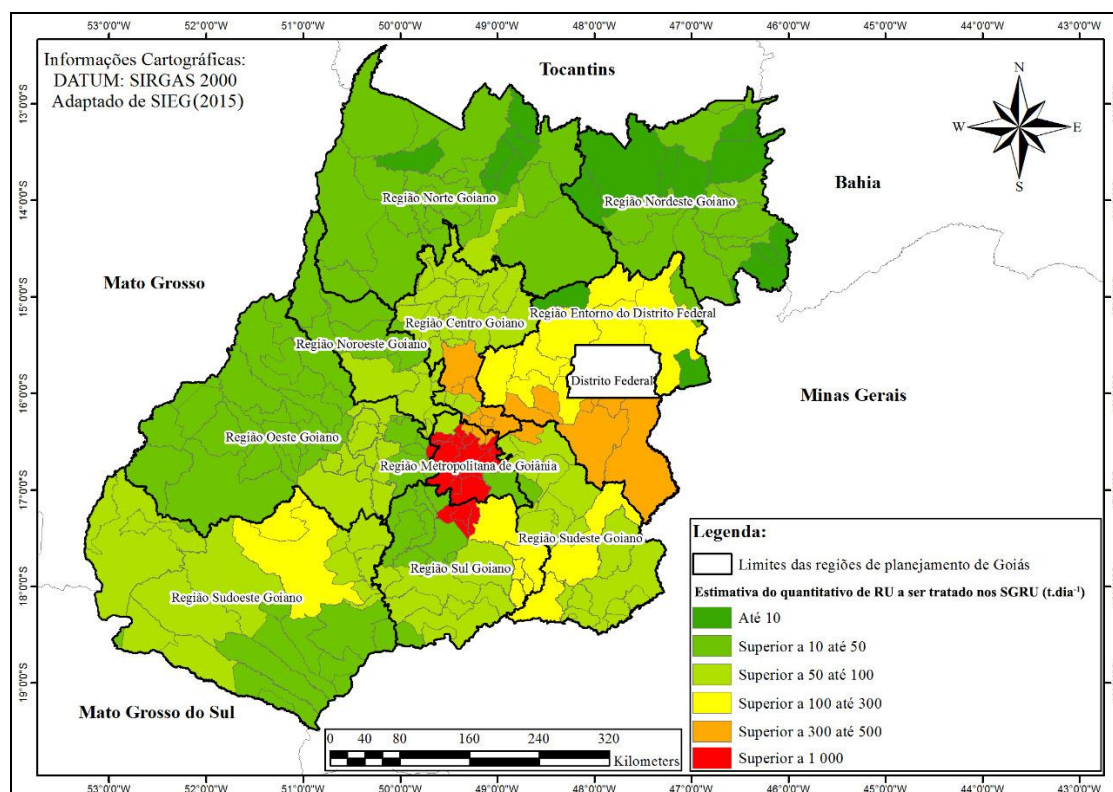 53°0'0"W 52°0'0"W 51°0'0"W 50°0'0"W 49°0'0"W 48°0'0"W 47°0'0"W 46°0'0"W 45°0'0"W 44°0'0"W 43°0'0"W
Informações Cartográficas:
DATUM: SIRGAS 2000
Adaptado de SIEG(2015)
Tocantins
N
W E
S
13°0'0"S
14°0'0"S
15°0'0"S
16°0'0"S
17°0'0"S
18°0'0"S
19°0'0"S
Bahia
Região Norte Goiano
Região Nordeste Goiano
Mato Grosso
Região Entorno do Distrito Federal
Região Centro Goiano
Região Noroeste Goiano
Distrito Federal
Minas Gerais
Região Oeste Goiano
Região Metropolitana de Goiânia
Região Sudeste Goiano
Região Sul Goiano
Região Sudoeste Goiano
Mato Grosso do Sul
Legenda:
Limites das regiões de planejamento de Goiás
Estimativa do quantitativo de RU a ser tratado nos SGRU (t.dia⁻¹)
Até 10
Superior a 10 até 50
Superior a 50 até 100
Superior a 100 até 300
Superior a 300 até 500
Superior a 1 000
0 40 80 160 240 320
Kilometers
53°0'0"W 52°0'0"W 51°0'0"W 50°0'0"W 49°0'0"W 48°0'0"W 47°0'0"W 46°0'0"W 45°0'0"W 44°0'0"W 43°0'0"W